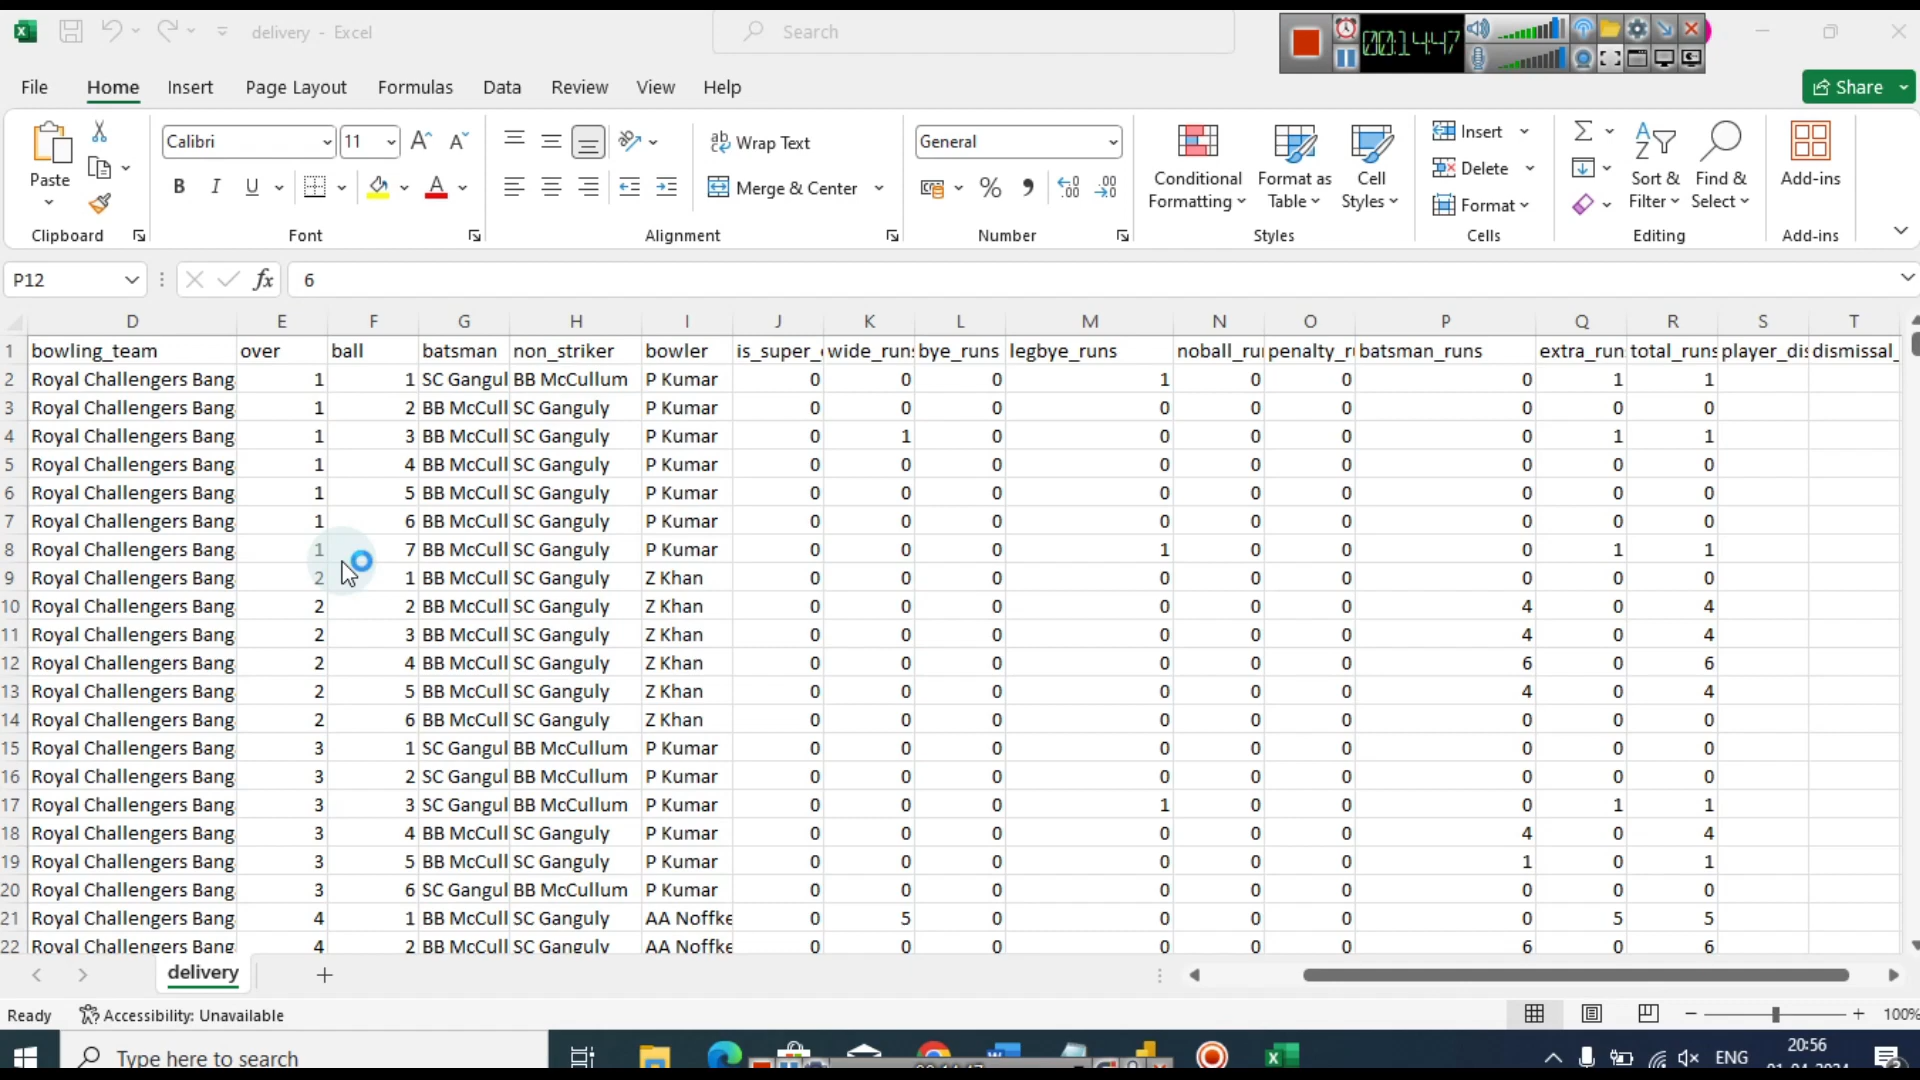 delivery - Excel
Search
00:14:47
File Home Insert Page Layout Formulas Data Review View Help
Share
Paste
Calibri 11
Wrap Text
General
Conditional Formatting
Format as Table
Cell Styles
Insert
Delete
Format
Sort & Filter
Find & Select
Add-ins
B I U
Merge & Center
Clipboard Font Alignment Number Styles Cells Editing Add-ins
P12 fx 6
D E F G H I J K L M N O P Q R S T
1 bowling_team over ball batsman non_striker bowler is_super_ wide_run bye_runs legbye_runs noball_ru penalty_r batsman_runs extra_run total_runs player_di dismissal_
2 Royal Challengers Bang 1 1 SC Gangul BB McCullum P Kumar 0 0 0 1 0 0 0 1 1
3 Royal Challengers Bang 1 2 BB McCull SC Ganguly P Kumar 0 0 0 0 0 0 0 0 0
4 Royal Challengers Bang 1 3 BB McCull SC Ganguly P Kumar 0 1 0 0 0 0 0 1 1
5 Royal Challengers Bang 1 4 BB McCull SC Ganguly P Kumar 0 0 0 0 0 0 0 0 0
6 Royal Challengers Bang 1 5 BB McCull SC Ganguly P Kumar 0 0 0 0 0 0 0 0 0
7 Royal Challengers Bang 1 6 BB McCull SC Ganguly P Kumar 0 0 0 0 0 0 0 0 0
8 Royal Challengers Bang 1 7 BB McCull SC Ganguly P Kumar 0 0 0 1 0 0 0 1 1
9 Royal Challengers Bang 2 1 BB McCull SC Ganguly Z Khan 0 0 0 0 0 0 0 0 0
10 Royal Challengers Bang 2 2 BB McCull SC Ganguly Z Khan 0 0 0 0 0 0 4 0 4
11 Royal Challengers Bang 2 3 BB McCull SC Ganguly Z Khan 0 0 0 0 0 0 4 0 4
12 Royal Challengers Bang 2 4 BB McCull SC Ganguly Z Khan 0 0 0 0 0 0 6 0 6
13 Royal Challengers Bang 2 5 BB McCull SC Ganguly Z Khan 0 0 0 0 0 0 4 0 4
14 Royal Challengers Bang 2 6 BB McCull SC Ganguly Z Khan 0 0 0 0 0 0 0 0 0
15 Royal Challengers Bang 3 1 SC Gangul BB McCullum P Kumar 0 0 0 0 0 0 0 0 0
16 Royal Challengers Bang 3 2 SC Gangul BB McCullum P Kumar 0 0 0 0 0 0 0 0 0
17 Royal Challengers Bang 3 3 SC Gangul BB McCullum P Kumar 0 0 0 1 0 0 0 1 1
18 Royal Challengers Bang 3 4 BB McCull SC Ganguly P Kumar 0 0 0 0 0 0 4 0 4
19 Royal Challengers Bang 3 5 BB McCull SC Ganguly P Kumar 0 0 0 0 0 0 1 0 1
20 Royal Challengers Bang 3 6 SC Gangul BB McCullum P Kumar 0 0 0 0 0 0 0 0 0
21 Royal Challengers Bang 4 1 BB McCull SC Ganguly AA Noffke 0 5 0 0 0 0 0 5 5
22 Royal Challengers Bang 4 2 BB McCull SC Ganguly AA Noffke 0 0 0 0 0 0 6 0 6
delivery
Ready Accessibility: Unavailable 100%
Type here to search
ENG
20:56